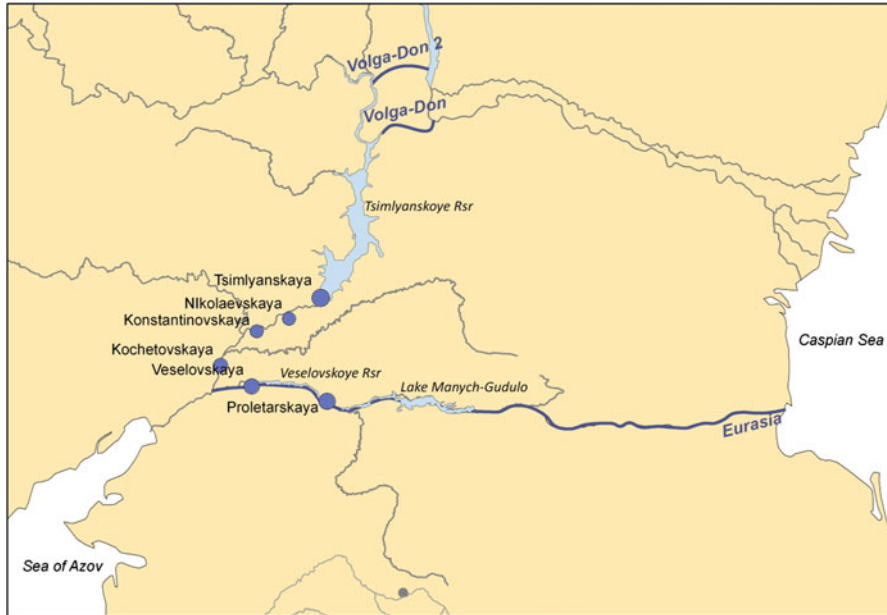 Volga-Don 2
Volga-Don
Tsimlyanskoye Rsr
Tsimlyanskaya
NIkolaevskaya
Konstantinovskaya
Caspian Sea
Kochetovskaya
Veselovskaya
Veselovskoye Rsr
Lake Manych-Gudulo
Proletarskaya
Eurasia
Sea of Azov